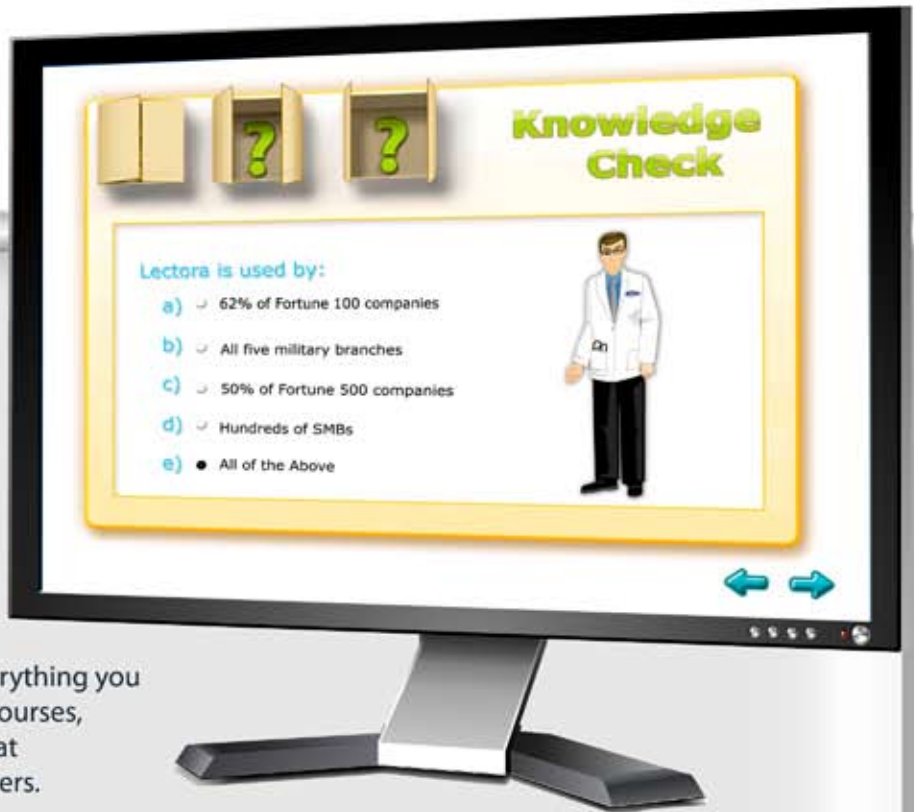 Knowledge
Check
Lectora is used by:
a) 62% of Fortune 100 companies
b) All five military branches
c) 50% of Fortune 500 companies
d) Hundreds of SMBs
e) All of the Above
rything you
ourses,
at
ers.